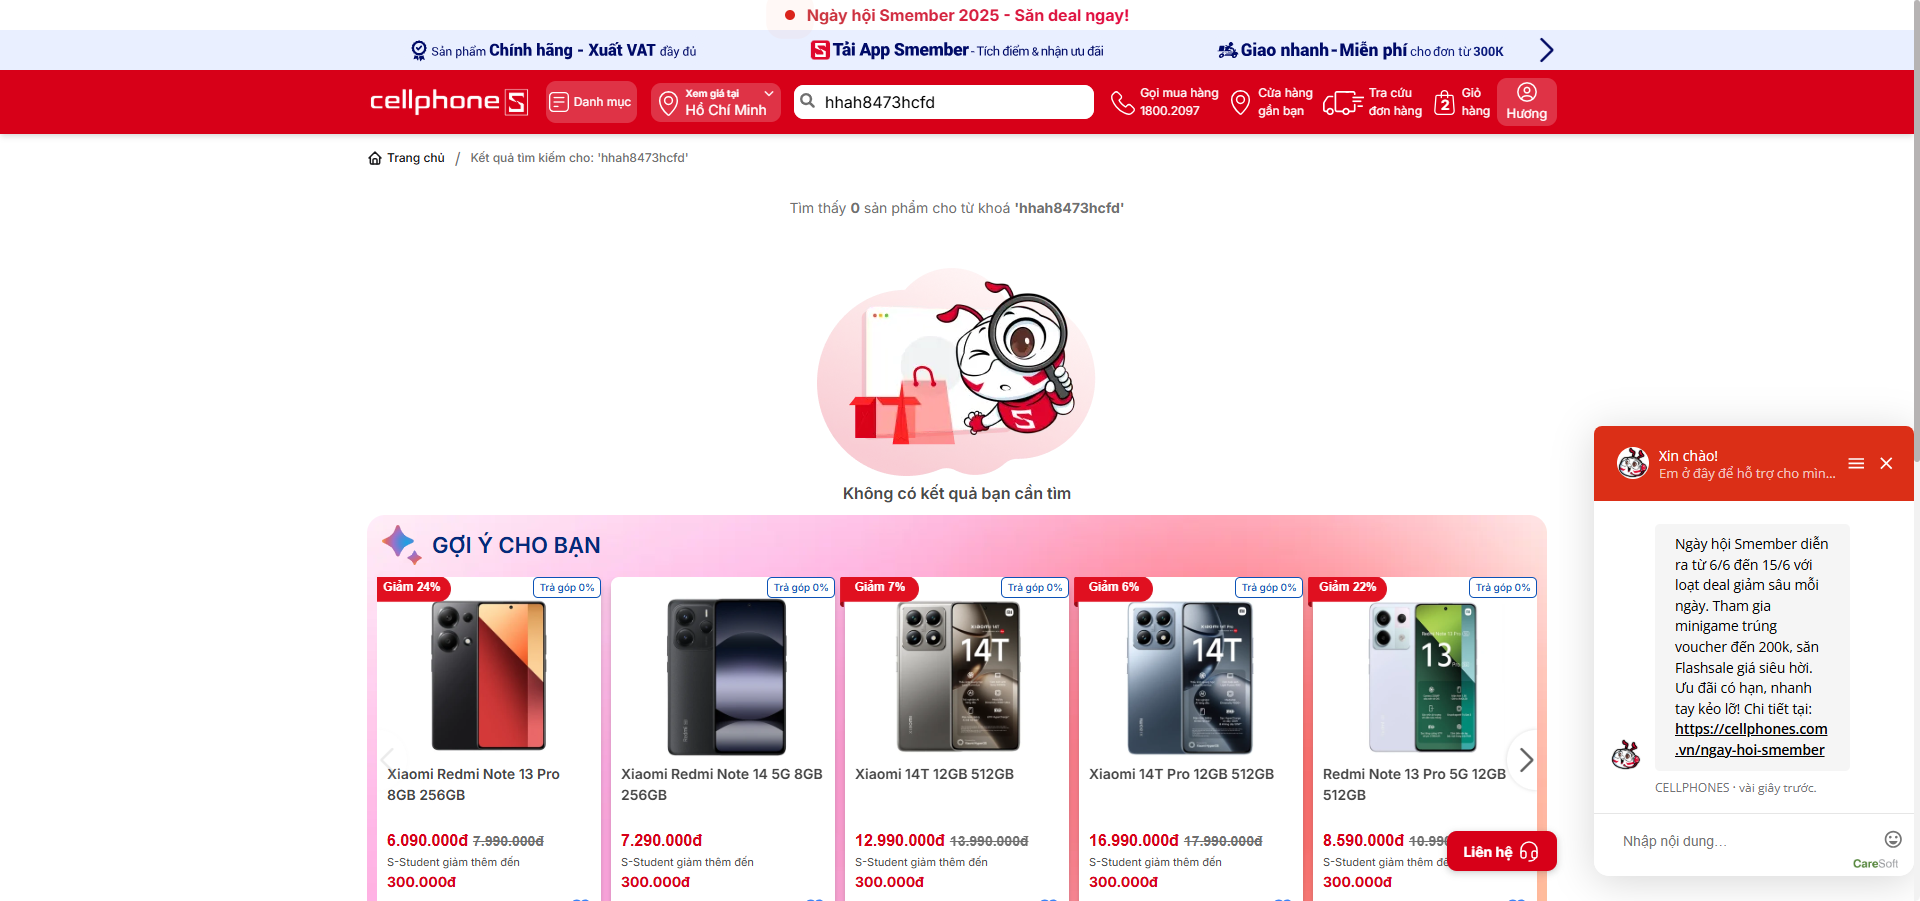 Ngày hội Smember 2025 - Săn deal ngay!
Sản phẩm Chính hãng - Xuất VAT đầy đủ
Tải App Smember - Tích điểm & nhận ưu đãi
Giao nhanh - Miễn phí cho đơn từ 300K
cellphone S
Danh mục
Xem giá tại
Hồ Chí Minh
hhah8473hcfd
Gọi mua hàng
1800.2097
Cửa hàng
gần bạn
Tra cứu
đơn hàng
2
Giỏ
hàng
Hương
Trang chủ / Kết quả tìm kiếm cho: 'hhah8473hcfd'
Tìm thấy 0 sản phẩm cho từ khoá 'hhah8473hcfd'
S
Không có kết quả bạn cần tìm
GỢI Ý CHO BẠN
Giảm 24%
Trả góp 0%
Xiaomi Redmi Note 13 Pro
8GB 256GB
6.090.000đ 7.990.000đ
S-Student giảm thêm đến
300.000đ
Trả góp 0%
Xiaomi Redmi Note 14 5G 8GB
256GB
7.290.000đ
S-Student giảm thêm đến
300.000đ
Giảm 7%
Trả góp 0%
14T
Xiaomi 14T 12GB 512GB
12.990.000đ 13.990.000đ
S-Student giảm thêm đến
300.000đ
Giảm 6%
Trả góp 0%
14T
Xiaomi 14T Pro 12GB 512GB
16.990.000đ 17.990.000đ
S-Student giảm thêm đến
300.000đ
Giảm 22%
Trả góp 0%
13
Redmi Note 13 Pro 5G 12GB
512GB
8.590.000đ 10.990
S-Student giảm thêm đến
300.000đ
Liên hệ
Xin chào!
Em ở đây để hỗ trợ cho mìn...
Ngày hội Smember diễn
ra từ 6/6 đến 15/6 với
loạt deal giảm sâu mỗi
ngày. Tham gia
minigame trúng
voucher đến 200k, săn
Flashsale giá siêu hời.
Ưu đãi có hạn, nhanh
tay kẻo lỡ! Chi tiết tại:
https://cellphones.com
.vn/ngay-hoi-smember
CELLPHONES · vài giây trước.
Nhập nội dung...
CareSoft